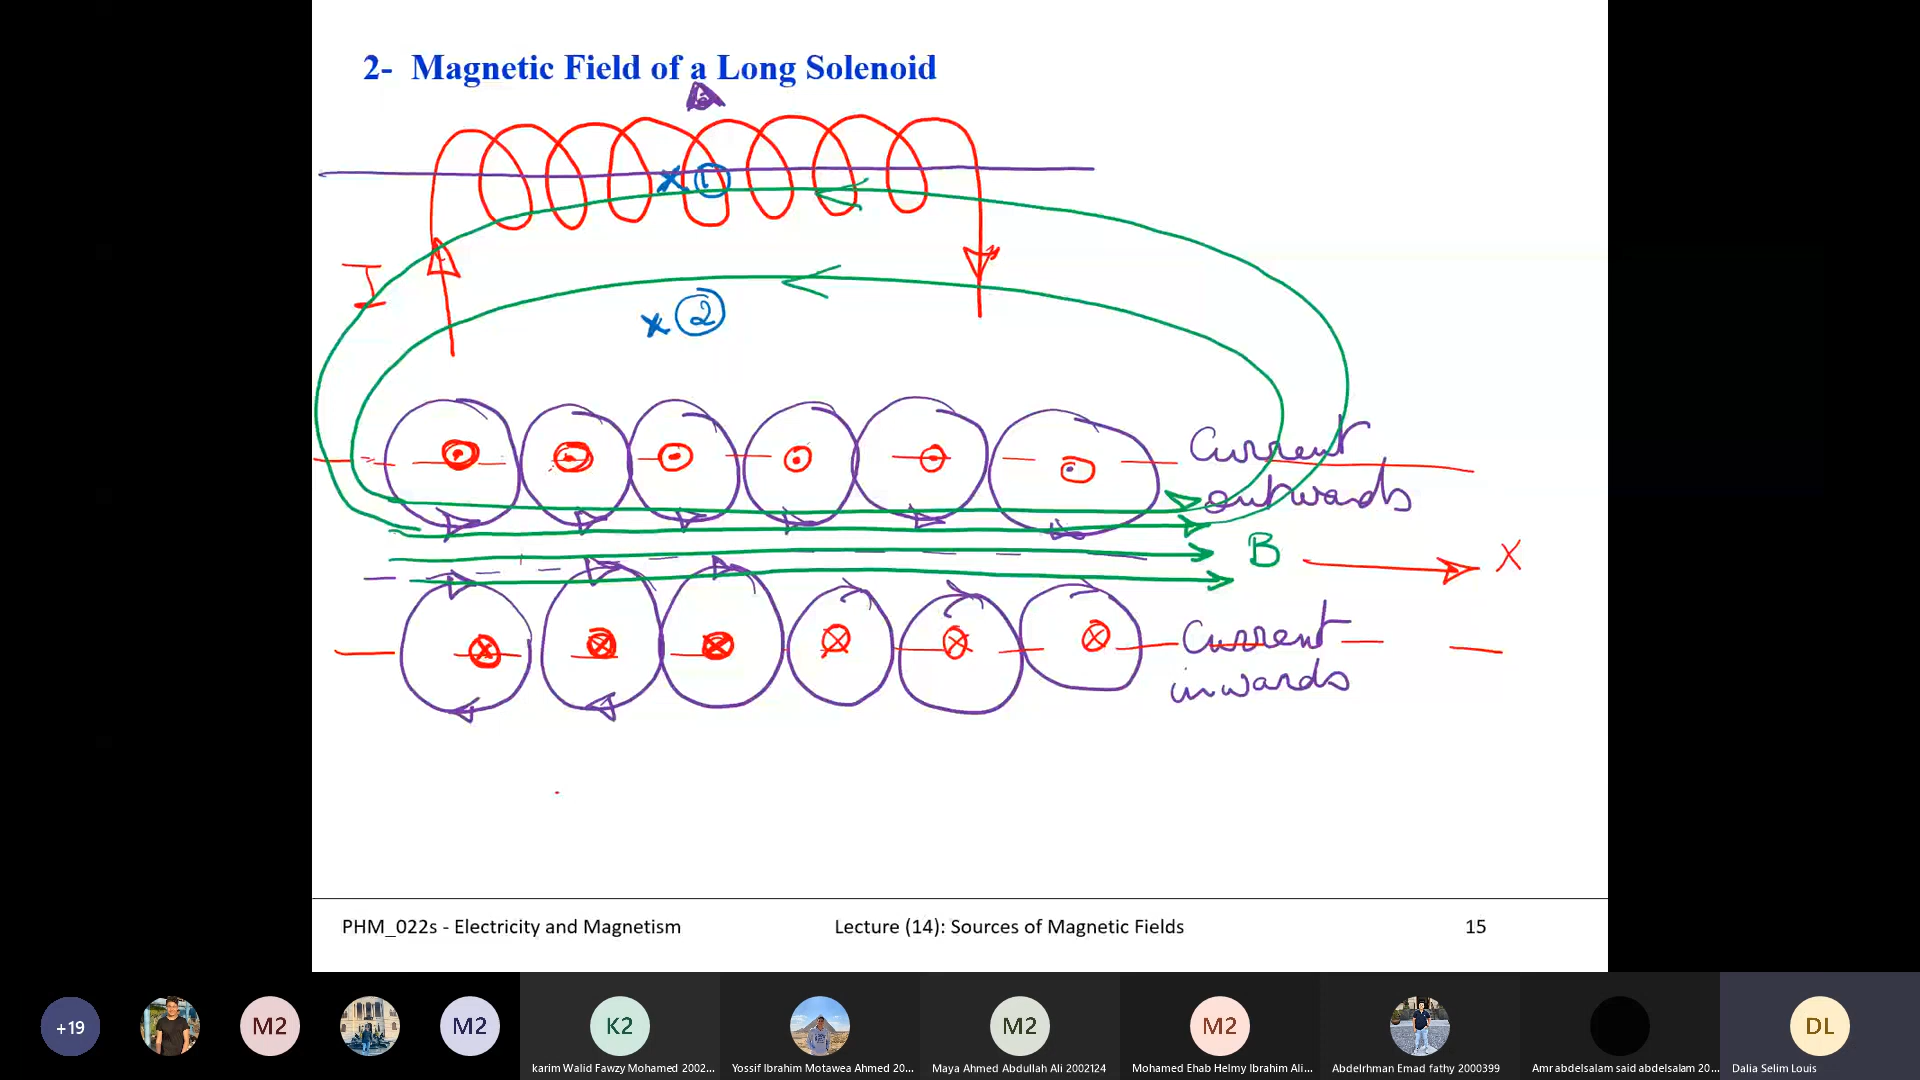 2- Magnetic Field of a Long Solenoid
1
I
2
Current
outwards
B
X
Current
inwards
PHM_022s - Electricity and Magnetism
Lecture (14): Sources of Magnetic Fields
15
+19
M2
M2
K2
M2
M2
DL
karim Walid Fawzy Mohamed 2002...
Yossif Ibrahim Motawea Ahmed 20...
Maya Ahmed Abdullah Ali 2002124
Mohamed Ehab Helmy Ibrahim Ali...
Abdelrhman Emad fathy 2000399
Amr abdelsalam said abdelsalam 20...
Dalia Selim Louis